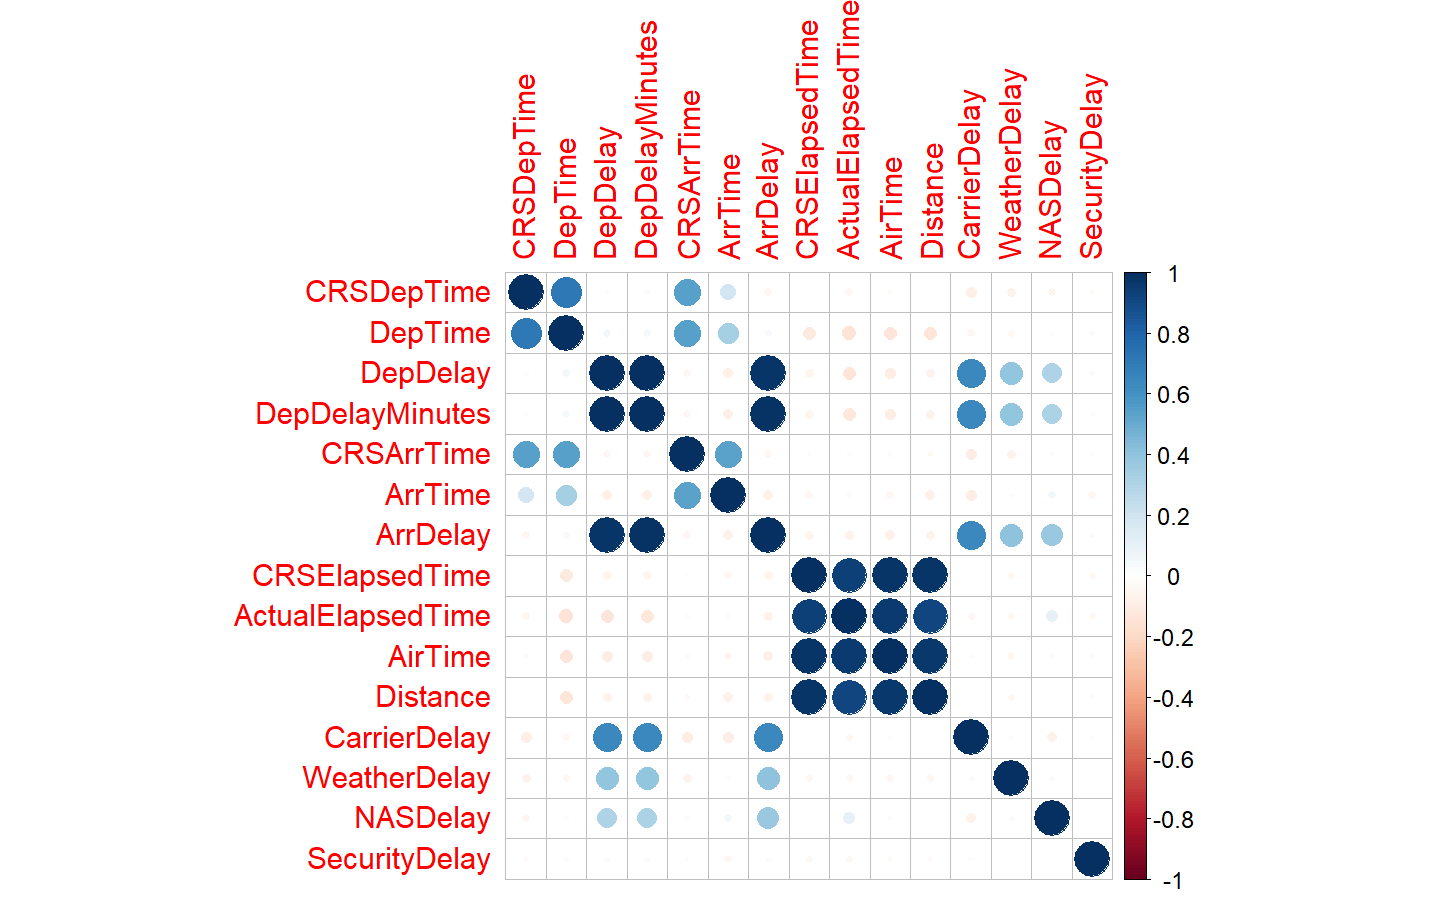 CRSDepTime
DepTime
DepDelay
DepDelayMinutes
CRSArrTime
ArrTime
ArrDelay
CRSElapsedTime
ActualElapsedTime
AirTime
Distance
CarrierDelay
WeatherDelay
NASDelay
SecurityDelay
CRSDepTime
DepTime
DepDelay
DepDelayMinutes
CRSArrTime
ArrTime
ArrDelay
CRSElapsedTime
ActualElapsedTime
AirTime
Distance
CarrierDelay
WeatherDelay
NASDelay
SecurityDelay
1
0.8
0.6
0.4
0.2
0
-0.2
-0.4
-0.6
-0.8
-1